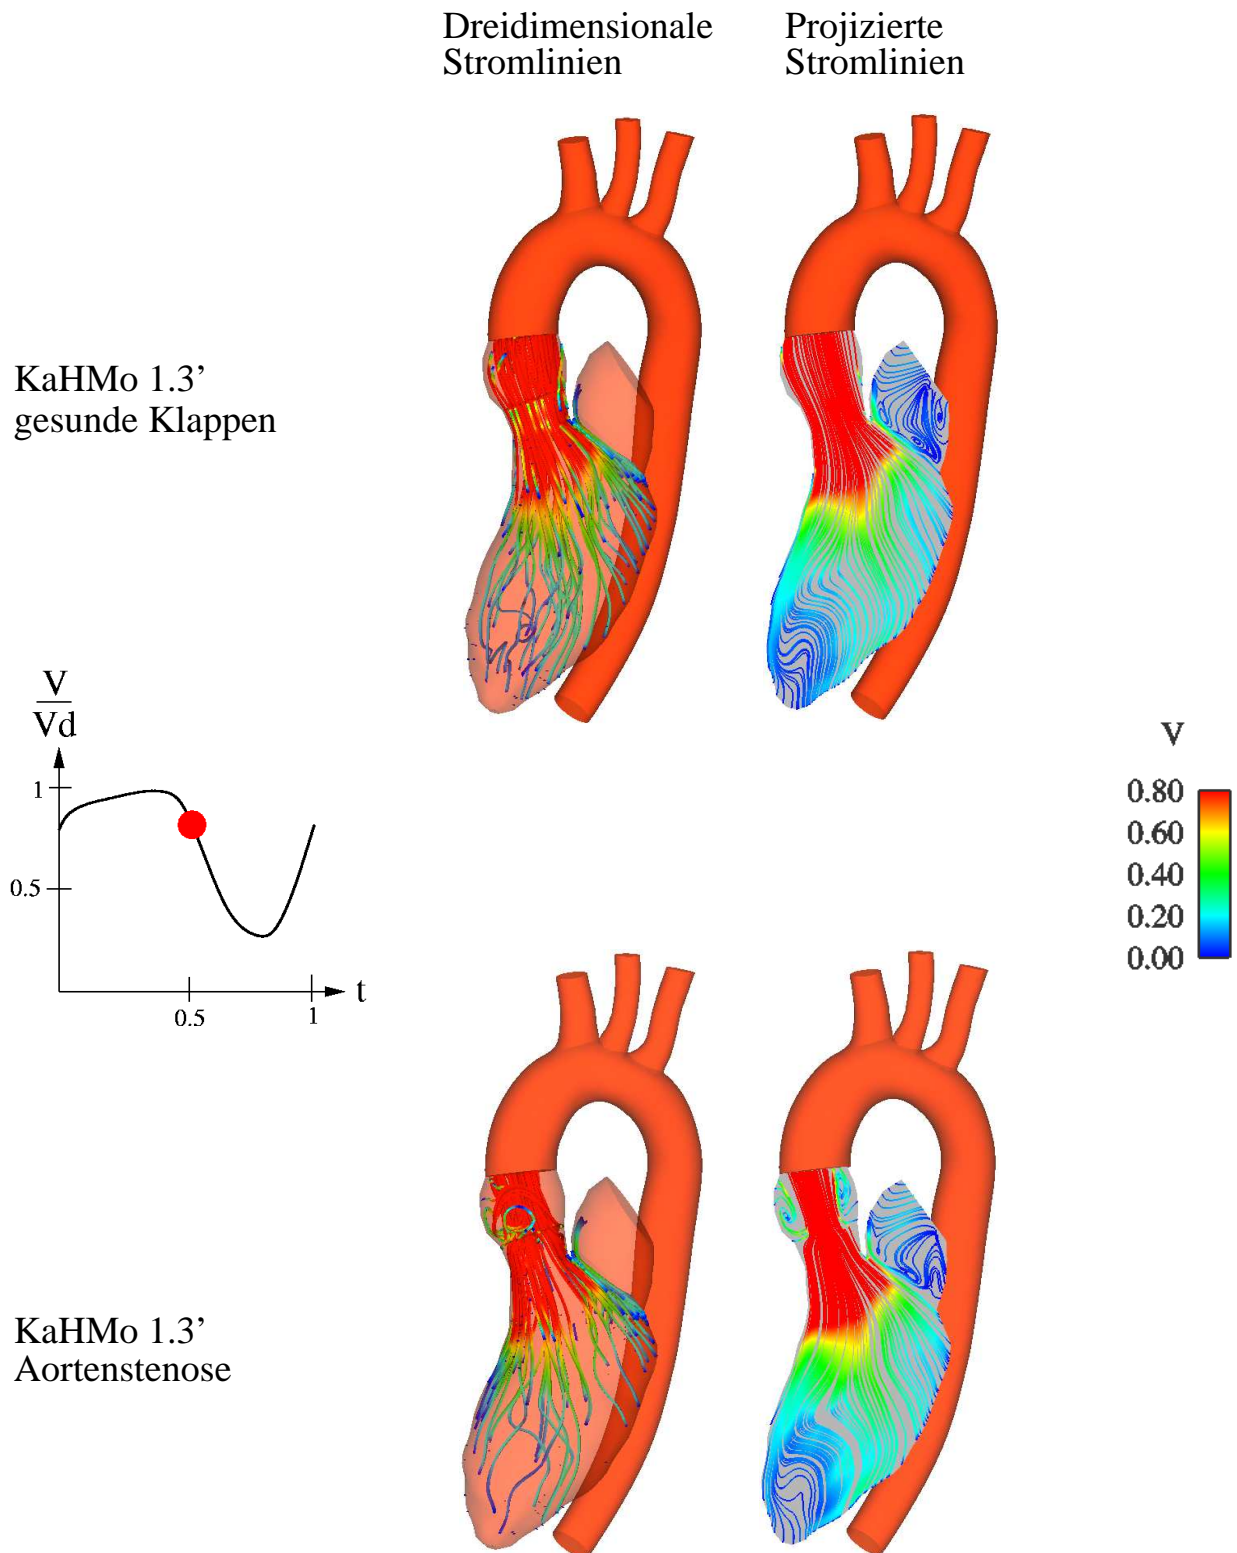 Dreidimensionale
Stromlinien
Projizierte
Stromlinien
KaHMo 1.3’
gesunde Klappen
V
Vd
1
0.5
0.5
1
t
V
0.80
0.60
0.40
0.20
0.00
KaHMo 1.3’
Aortenstenose